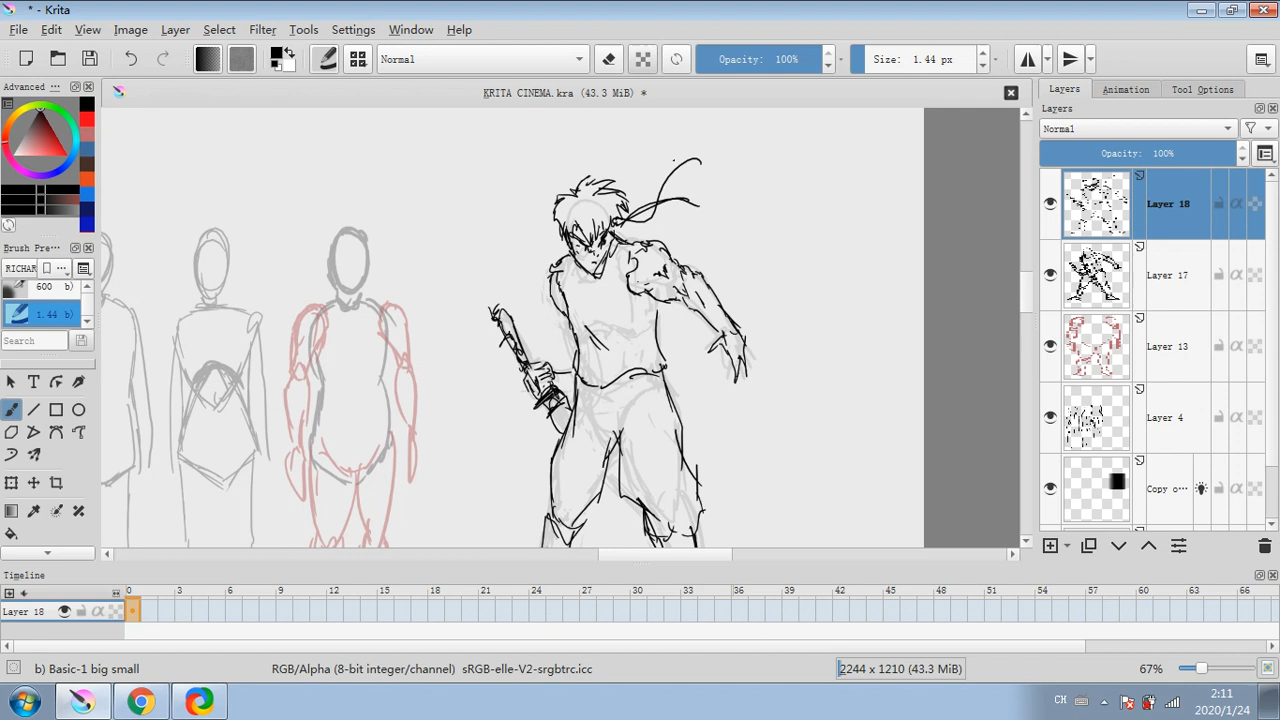 * - Krita
File Edit View Image Layer Select Filter Tools Settings Window Help
Normal
Opacity: 100%
Size: 1.44 px
Advanced ...
KRITA CINEMA.kra (43.3 MiB) *
Layers Animation Tool Options
Layers
Normal
Opacity: 100%
Layer 18
Layer 17
Layer 13
Layer 4
Copy o...
Brush Pre...
RICHAR
600 b)
1.44 b)
Search
Timeline
0 3 6 9 12 15 18 21 24 27 30 33 36 39 42 45 48 51 54 57 60 63 66
Layer 18
b) Basic-1 big small
RGB/Alpha (8-bit integer/channel) sRGB-elle-V2-srgbtrc.icc
2244 x 1210 (43.3 MiB)
67%
CH
2:11
2020/1/24